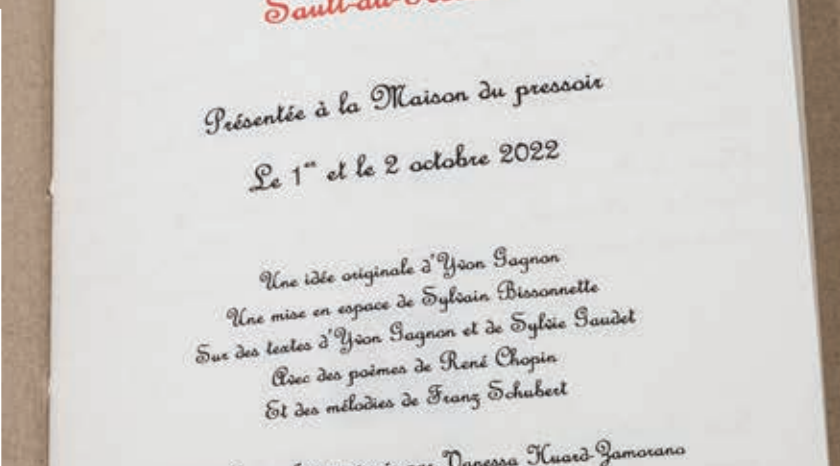 Sault-au-
Présentée à la Maison du pressoir
Le 1er et le 2 octobre 2022
Une idée originale d'Yvon Gagnon
Une mise en espace de Sylvain Bissonnette
Sur des textes d'Yvon Gagnon et de Sylvie Gaudet
Avec des poèmes de René Chopin
Et des mélodies de Franz Schubert
Vanessa Huard-Zamorano